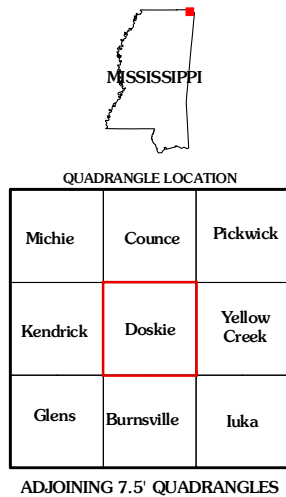 MISSISSIPPI
QUADRANGLE LOCATION
Michie Counce Pickwick
Kendrick Doskie Yellow Creek
Glens Burnsville Iuka
ADJOINING 7.5' QUADRANGLES